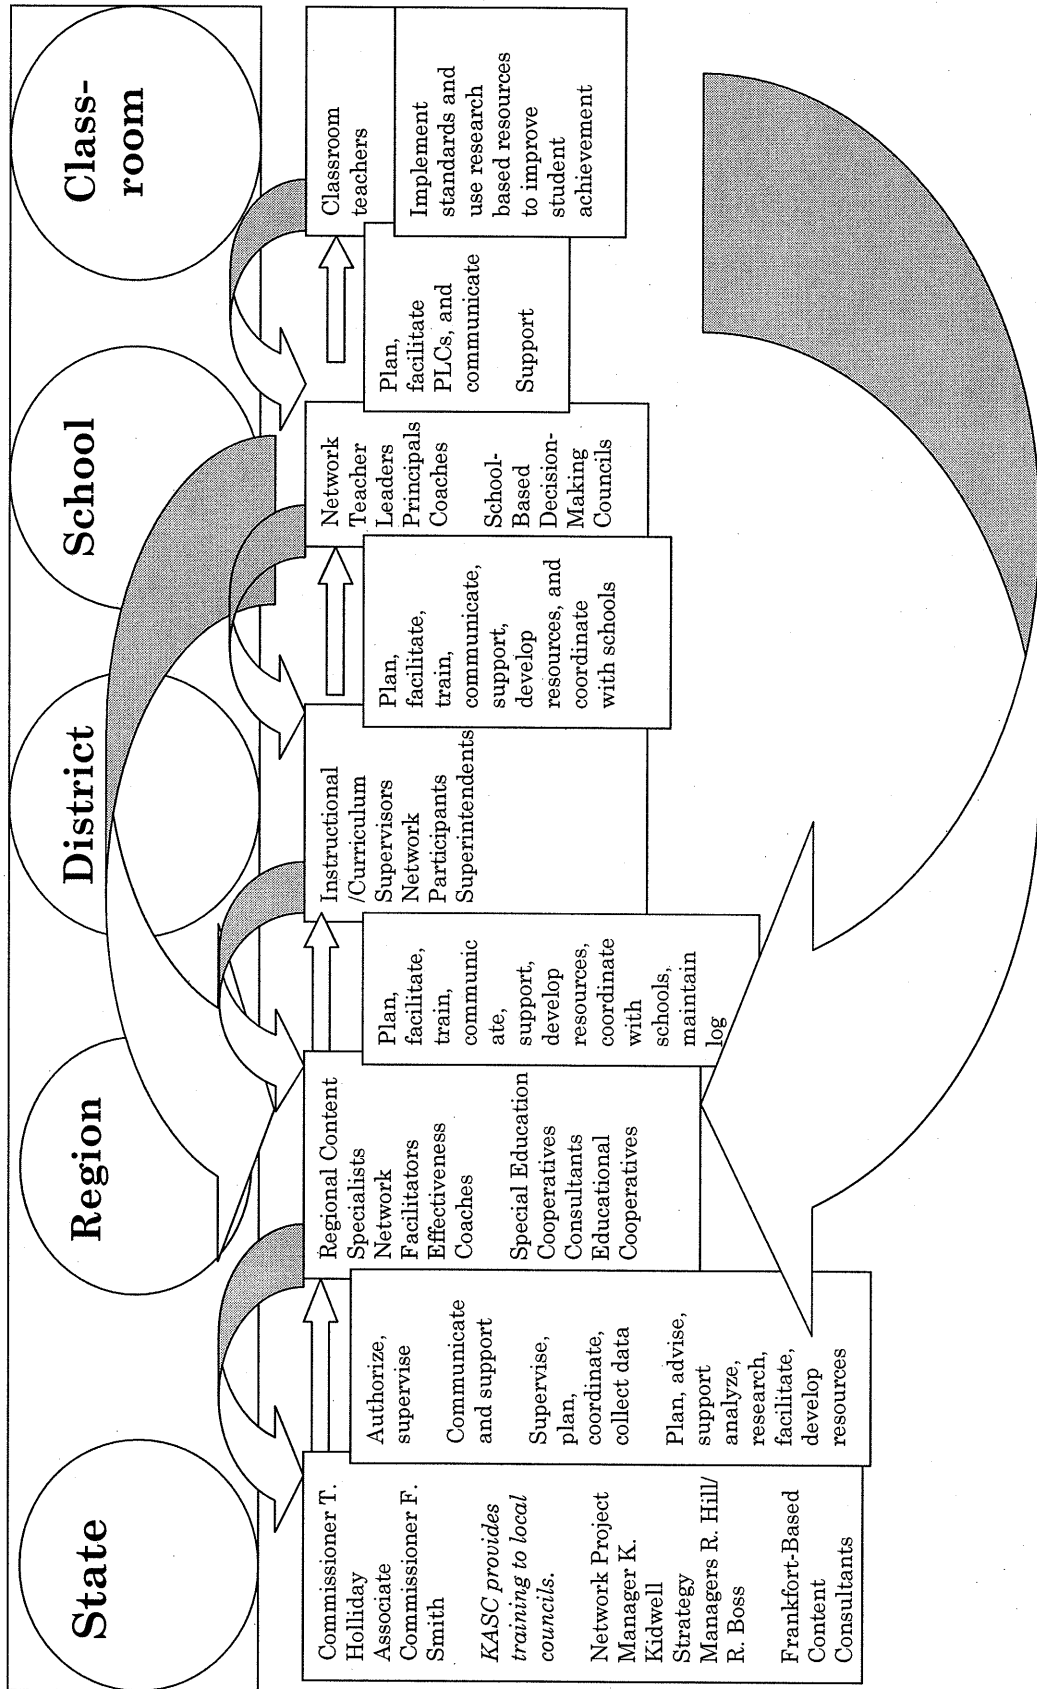 State
Region
District
School
Class-
room
Commissioner T.
Holliday
Associate
Commissioner F.
Smith
KASC provides
training to local
councils.
Network Project
Manager K.
Kidwell
Strategy
Managers R. Hill/
R. Boss
Frankfort-Based
Content
Consultants
Authorize,
supervise
Communicate
and support
Supervise,
plan,
coordinate,
collect data
Plan, advise,
support
analyze,
research,
facilitate,
develop
resources
Regional Content
Specialists
Network
Facilitators
Effectiveness
Coaches
Special Education
Cooperatives
Consultants
Educational
Cooperatives
Plan,
facilitate,
train,
communic
ate,
support,
develop
resources,
coordinate
with
schools,
maintain
log
Instructional
/Curriculum
Supervisors
Network
Participants
Superintendents
Plan,
facilitate,
train,
communicate,
support,
develop
resources, and
coordinate
with schools
Network
Teacher
Leaders
Principals
Coaches
School-
Based
Decision-
Making
Councils
Plan,
facilitate
PLCs, and
communicate
Support
Classroom
teachers
Implement
standards and
use research
based resources
to improve
student
achievement